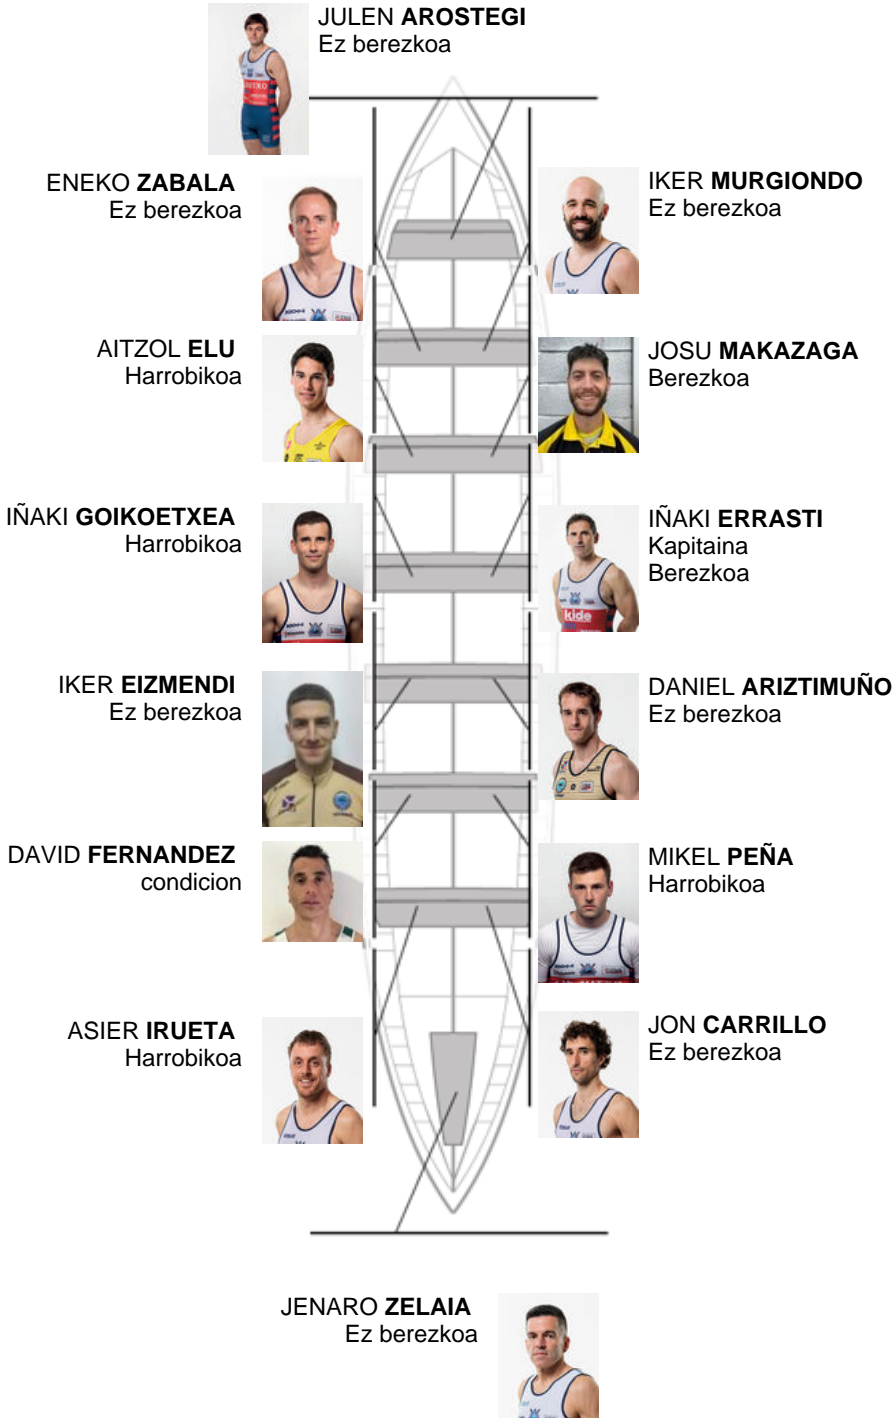 JULEN AROSTEGI
Ez berezkoa
ENEKO ZABALA
Ez berezkoa
IKER MURGIONDO
Ez berezkoa
AITZOL ELU
Harrobikoa
JOSU MAKAZAGA
Berezkoa
IÑAKI GOIKOETXEA
Harrobikoa
IÑAKI ERRASTI
Kapitaina
Berezkoa
kide
IKER EIZMENDI
Ez berezkoa
DANIEL ARIZTIMUÑO
Ez berezkoa
DAVID FERNANDEZ
condicion
MIKEL PEÑA
Harrobikoa
ASIER IRUETA
Harrobikoa
JON CARRILLO
Ez berezkoa
JENARO ZELAIA
Ez berezkoa